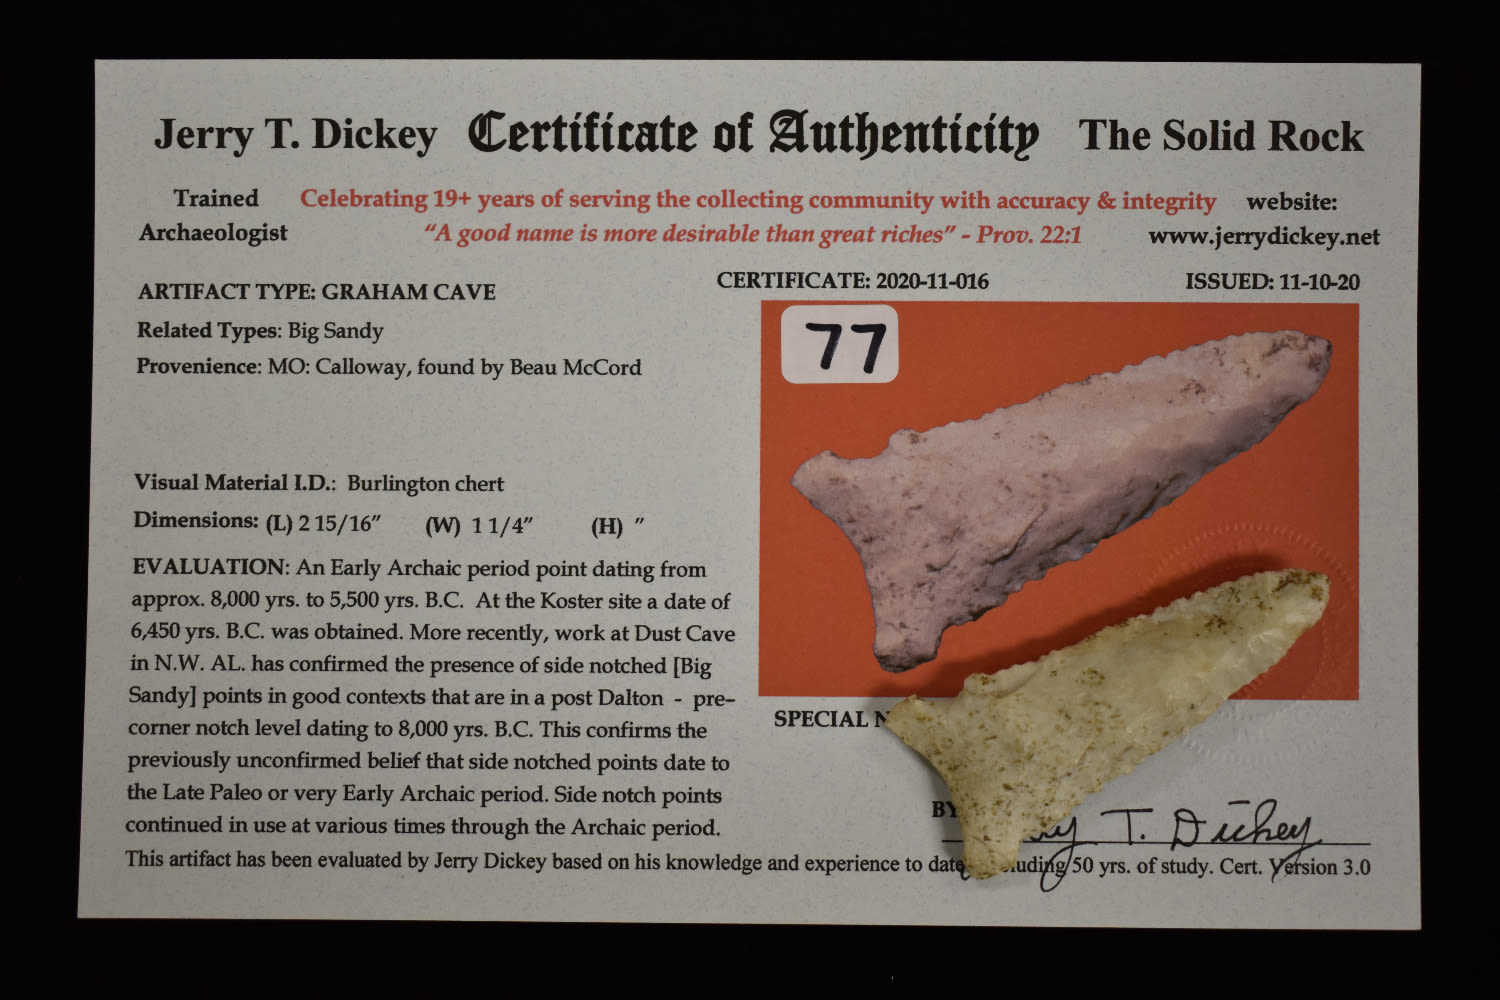 Jerry T. Dickey Certificate of Authenticity The Solid Rock
Trained Celebrating 19+ years of serving the collecting community with accuracy & integrity website:
Archaeologist "A good name is more desirable than great riches" - Prov. 22:1 www.jerrydickey.net
CERTIFICATE: 2020-11-016 ISSUED: 11-10-20
ARTIFACT TYPE: GRAHAM CAVE
Related Types: Big Sandy
Provenience: MO: Calloway, found by Beau McCord
77
Visual Material I.D.: Burlington chert
Dimensions: (L) 2 15/16" (W) 1 1/4" (H) "
EVALUATION: An Early Archaic period point dating from
approx. 8,000 yrs. to 5,500 yrs. B.C. At the Koster site a date of
6,450 yrs. B.C. was obtained. More recently, work at Dust Cave
in N.W. AL. has confirmed the presence of side notched [Big
Sandy] points in good contexts that are in a post Dalton - pre-
corner notch level dating to 8,000 yrs. B.C. This confirms the
previously unconfirmed belief that side notched points date to
the Late Paleo or very Early Archaic period. Side notch points
continued in use at various times through the Archaic period.
SPECIAL
BY
T. Dickey
This artifact has been evaluated by Jerry Dickey based on his knowledge and experience to date 50 yrs. of study. Cert. Version 3.0